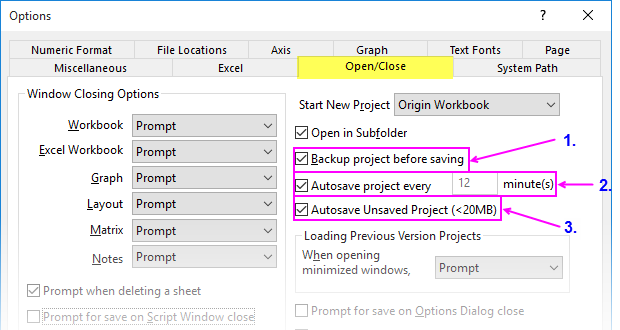 Options
?
Numeric Format File Locations Axis Graph Text Fonts Page
Miscellaneous Excel Open/Close System Path
Window Closing Options
Workbook Prompt
Excel Workbook Prompt
Graph Prompt
Layout Prompt
Matrix Prompt
Notes Prompt
Prompt when deleting a sheet
Prompt for save on Script Window close
Start New Project Origin Workbook
Open in Subfolder
Backup project before saving
1.
Autosave project every 12 minute(s)
2.
Autosave Unsaved Project (<20MB)
3.
Loading Previous Version Projects
When opening
minimized windows, Prompt
Prompt for save on Options Dialog close